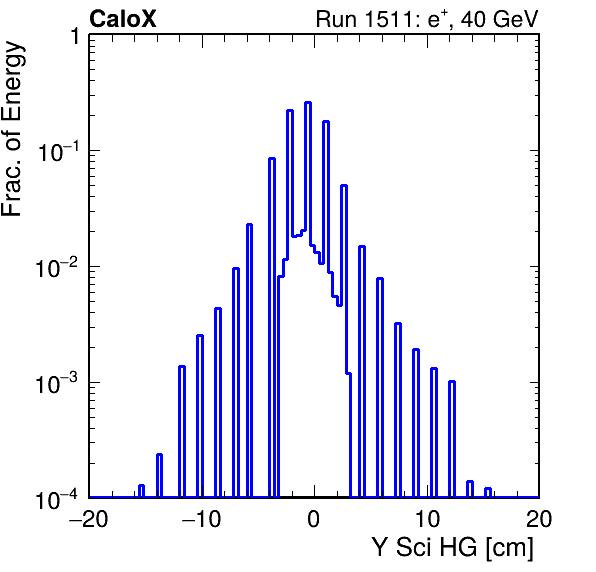 CaloX Run 1511: e⁺, 40 GeV
Frac. of Energy
1
10⁻¹
10⁻²
10⁻³
10⁻⁴
−20 −10 0 10 20
Y Sci HG [cm]